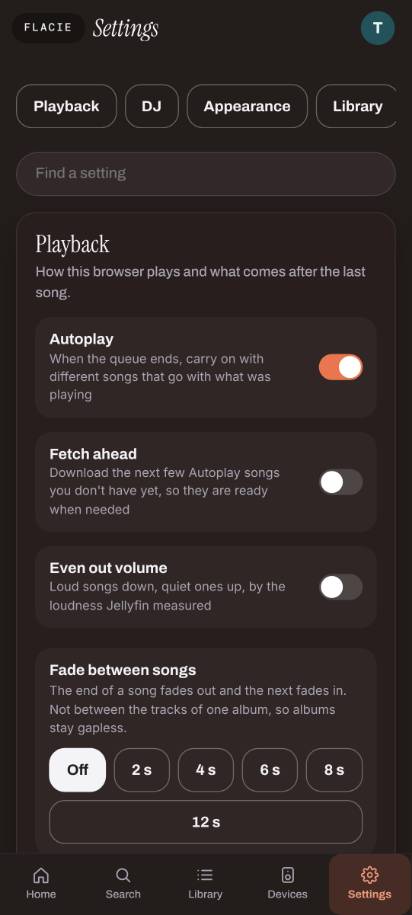 FLACIE Settings T
Playback DJ Appearance Library
Find a setting
Playback
How this browser plays and what comes after the last
song.
Autoplay
When the queue ends, carry on with
different songs that go with what was
playing
Fetch ahead
Download the next few Autoplay songs
you don't have yet, so they are ready
when needed
Even out volume
Loud songs down, quiet ones up, by the
loudness Jellyfin measured
Fade between songs
The end of a song fades out and the next fades in.
Not between the tracks of one album, so albums
stay gapless.
Off 2 s 4 s 6 s 8 s
12 s
Home Search Library Devices Settings